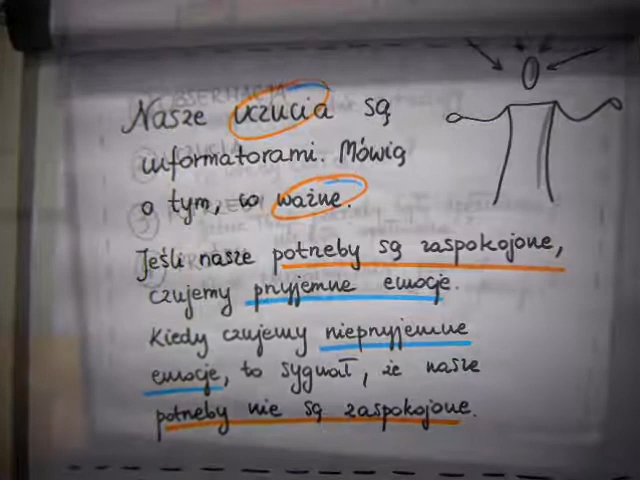 Nasze uczucia są
informatorami. Mówią
o tym, co ważne.
Jeśli nasze potrzeby są zaspokojone,
czujemy przyjemne emocje.
Kiedy czujemy nieprzyjemne
emocje, to sygnał, że nasze
potrzeby nie są zaspokojone.